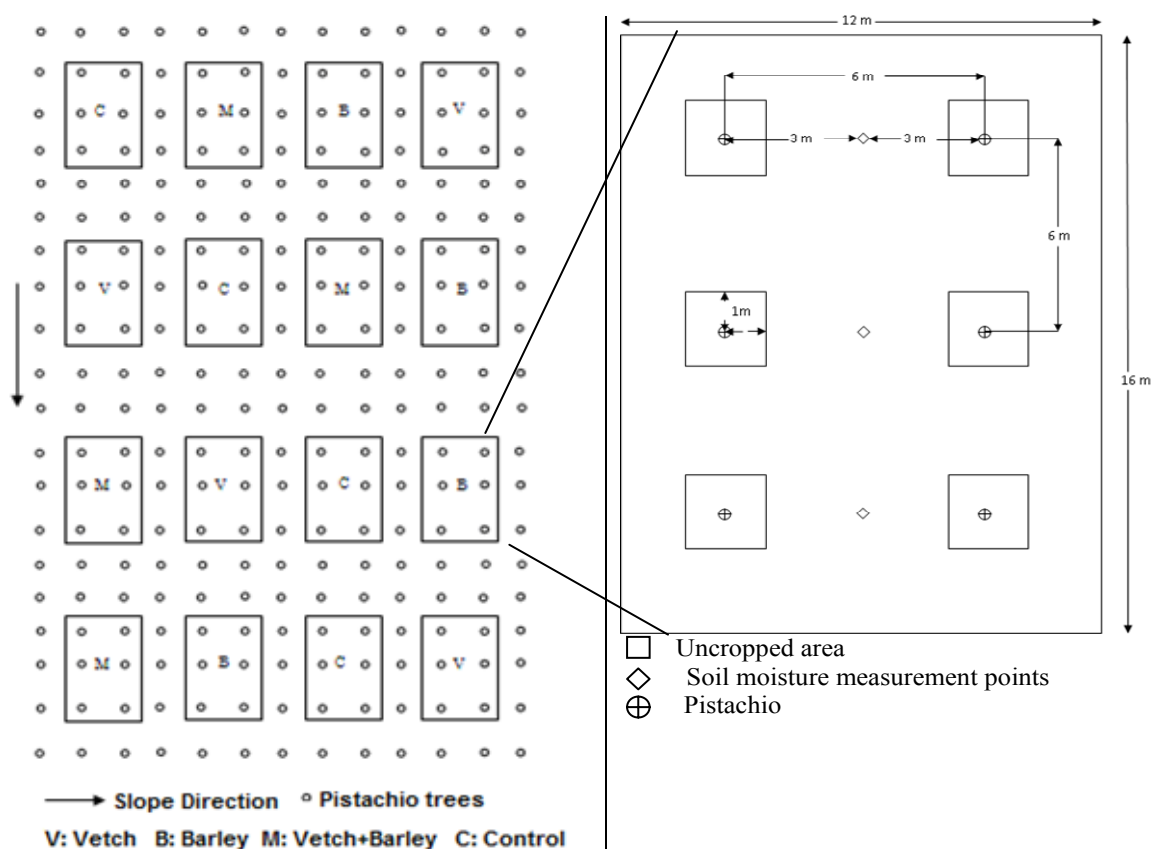 C M B V
V C M B
M V C B
M B C V
Slope Direction Pistachio trees
V: Vetch B: Barley M: Vetch+Barley C: Control
12 m
6 m
3 m 3 m
6 m
1m
16 m
Uncropped area
Soil moisture measurement points
Pistachio